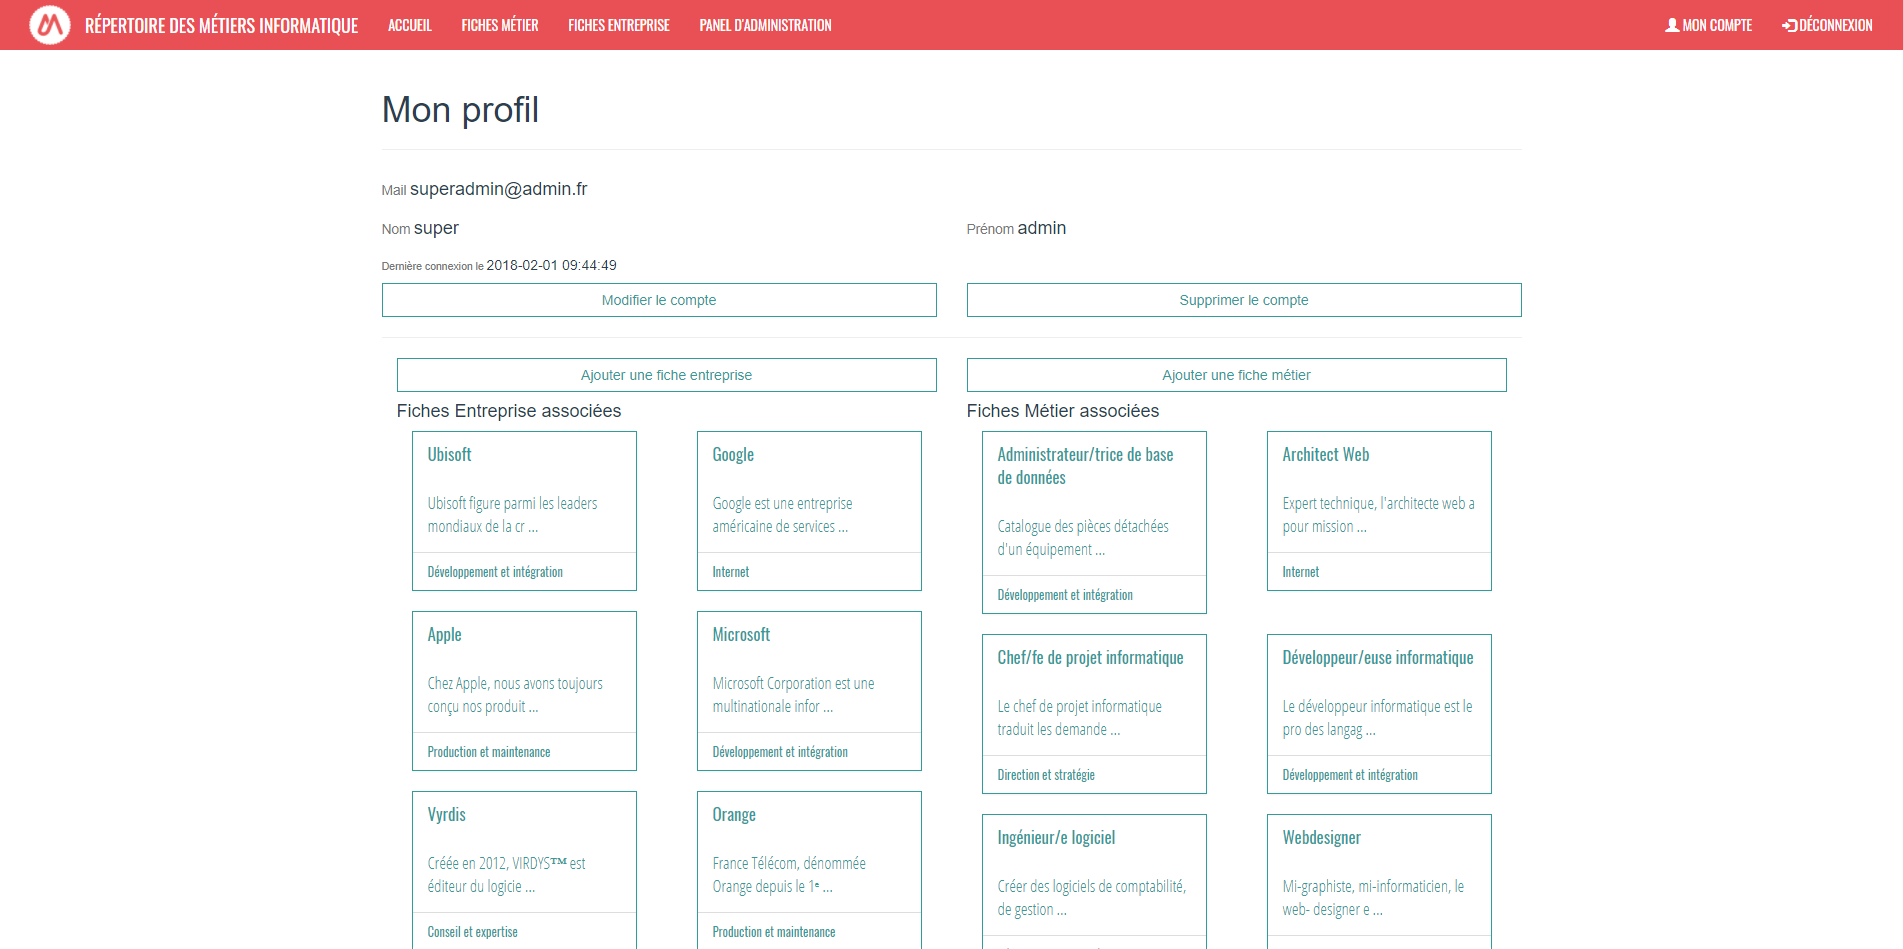 RÉPERTOIRE DES MÉTIERS INFORMATIQUE
ACCUEIL
FICHES MÉTIER
FICHES ENTREPRISE
PANEL D'ADMINISTRATION
MON COMPTE
DÉCONNEXION
Mon profil
Mail superadmin@admin.fr
Nom super
Prénom admin
Dernière connexion le 2018-02-01 09:44:49
Modifier le compte
Supprimer le compte
Ajouter une fiche entreprise
Fiches Entreprise associées
Ubisoft
Ubisoft figure parmi les leaders
mondiaux de la cr ...
Développement et intégration
Google
Google est une entreprise
américaine de services ...
Internet
Apple
Chez Apple, nous avons toujours
conçu nos produit ...
Production et maintenance
Microsoft
Microsoft Corporation est une
multinationale infor ...
Développement et intégration
Vyrdis
Créée en 2012, VIRDYS™ est
éditeur du logicie ...
Conseil et expertise
Orange
France Télécom, dénommée
Orange depuis le 1ᵉ ...
Production et maintenance
Ajouter une fiche métier
Fiches Métier associées
Administrateur/trice de base
de données
Catalogue des pièces détachées
d'un équipement ...
Développement et intégration
Architect Web
Expert technique, l'architecte web a
pour mission ...
Internet
Chef/fe de projet informatique
Le chef de projet informatique
traduit les demande ...
Direction et stratégie
Développeur/euse informatique
Le développeur informatique est le
pro des langag ...
Développement et intégration
Ingénieur/e logiciel
Créer des logiciels de comptabilité,
de gestion ...
Webdesigner
Mi-graphiste, mi-informaticien, le
web- designer e ...